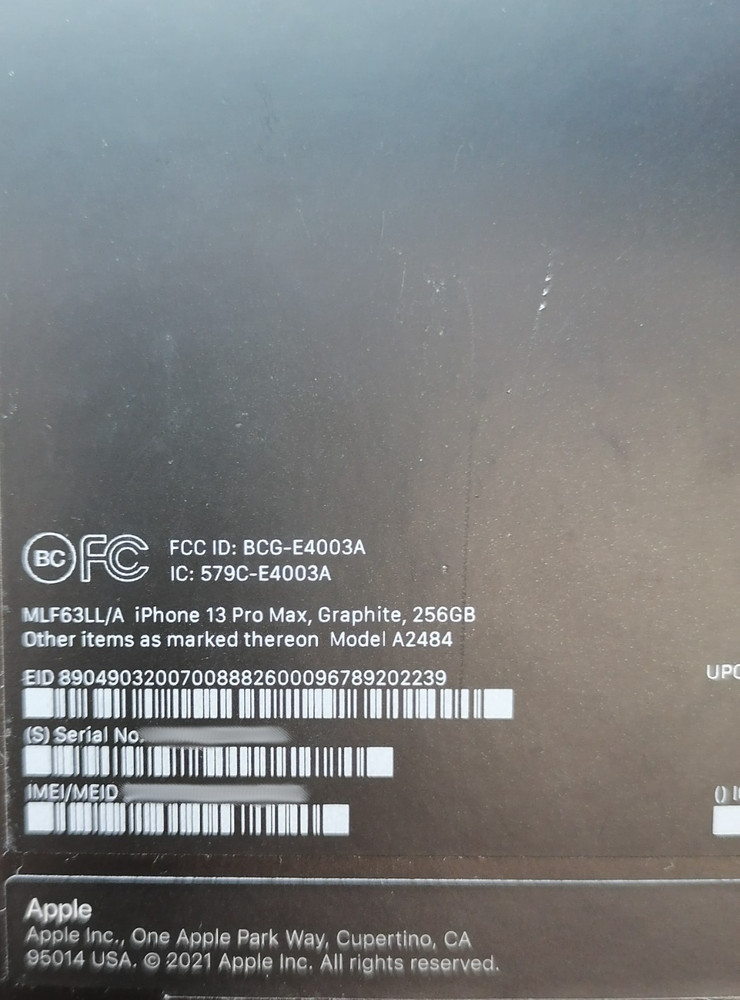 BC FC FCC ID: BCG-E4003A
IC: 579C-E4003A
MLF63LL/A iPhone 13 Pro Max, Graphite, 256GB
Other items as marked thereon Model A2484
EID 89049032007008882600096789202239
UPC
(S) Serial No.
IMEI/MEID
Apple
Apple Inc., One Apple Park Way, Cupertino, CA
95014 USA. © 2021 Apple Inc. All rights reserved.